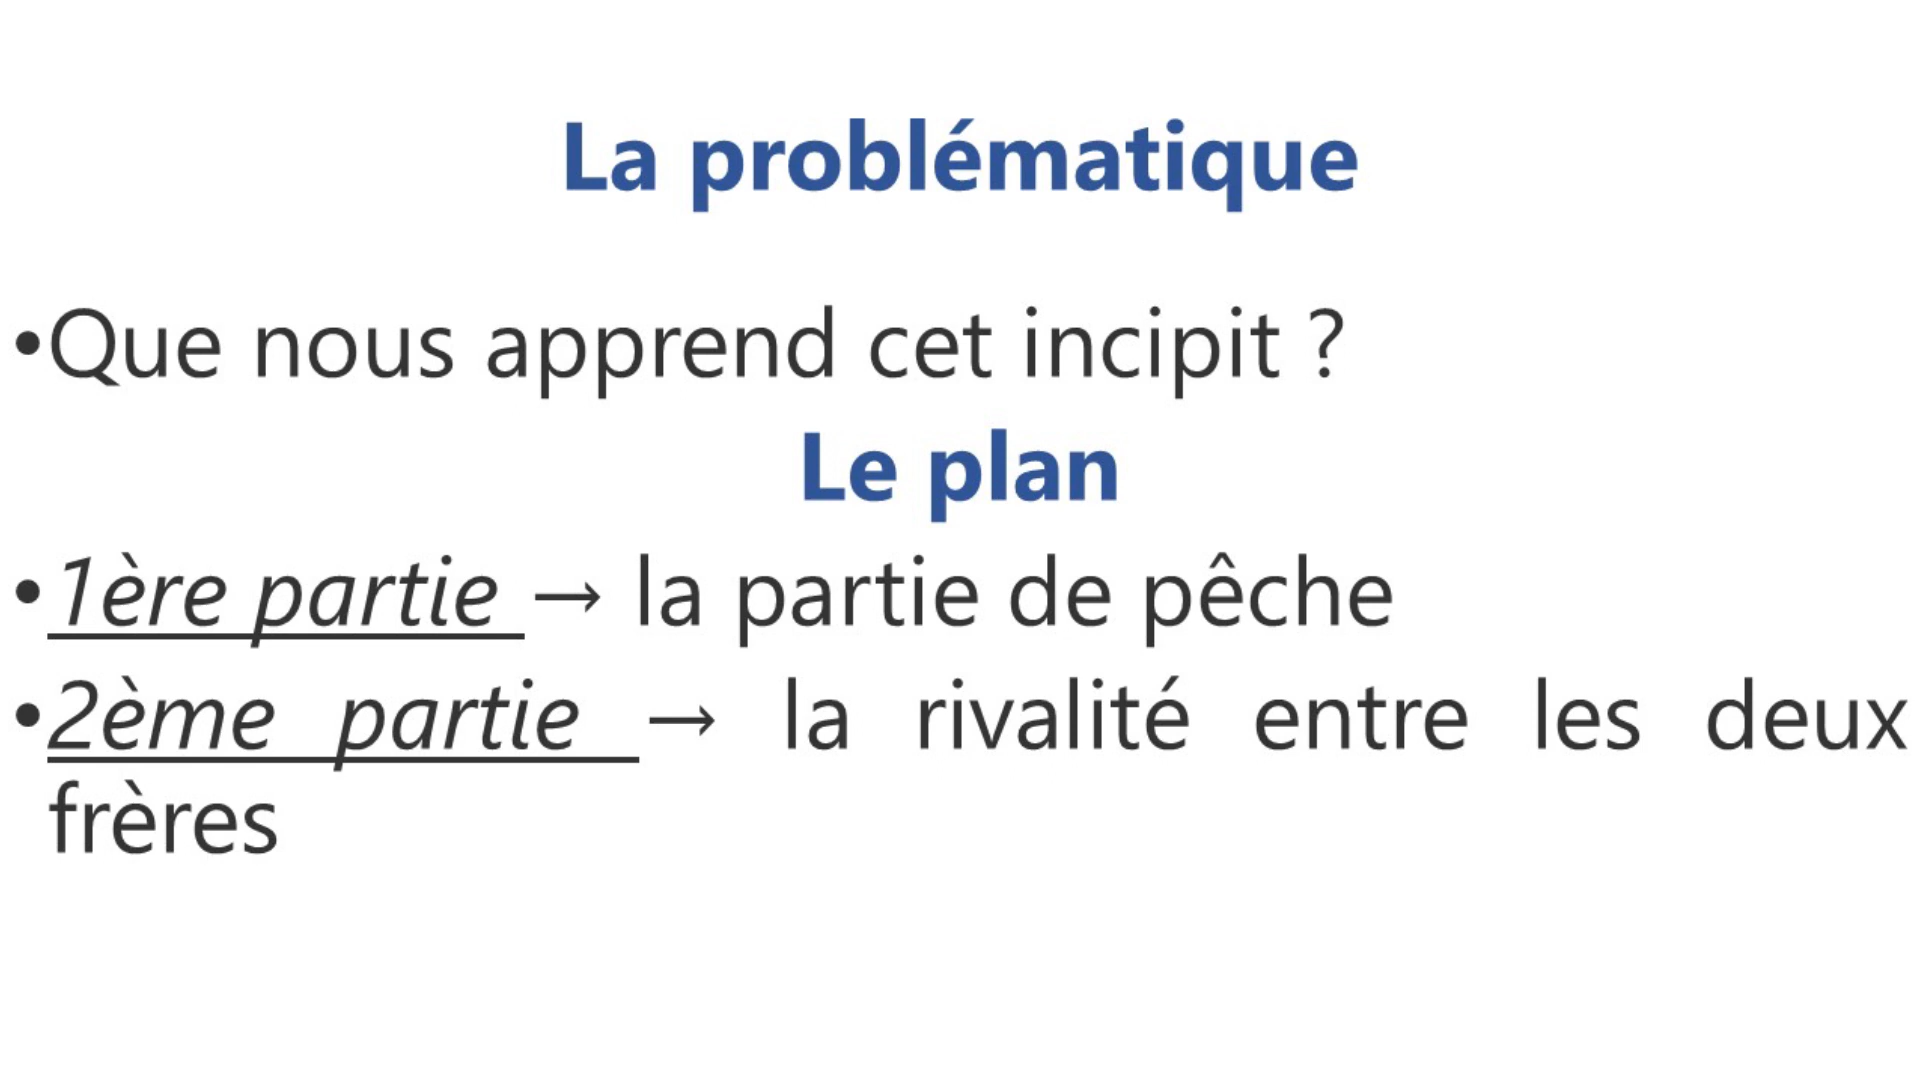 La problématique
•Que nous apprend cet incipit ?
Le plan
•1ère partie → la partie de pêche
•2ème partie → la rivalité entre les deux
frères